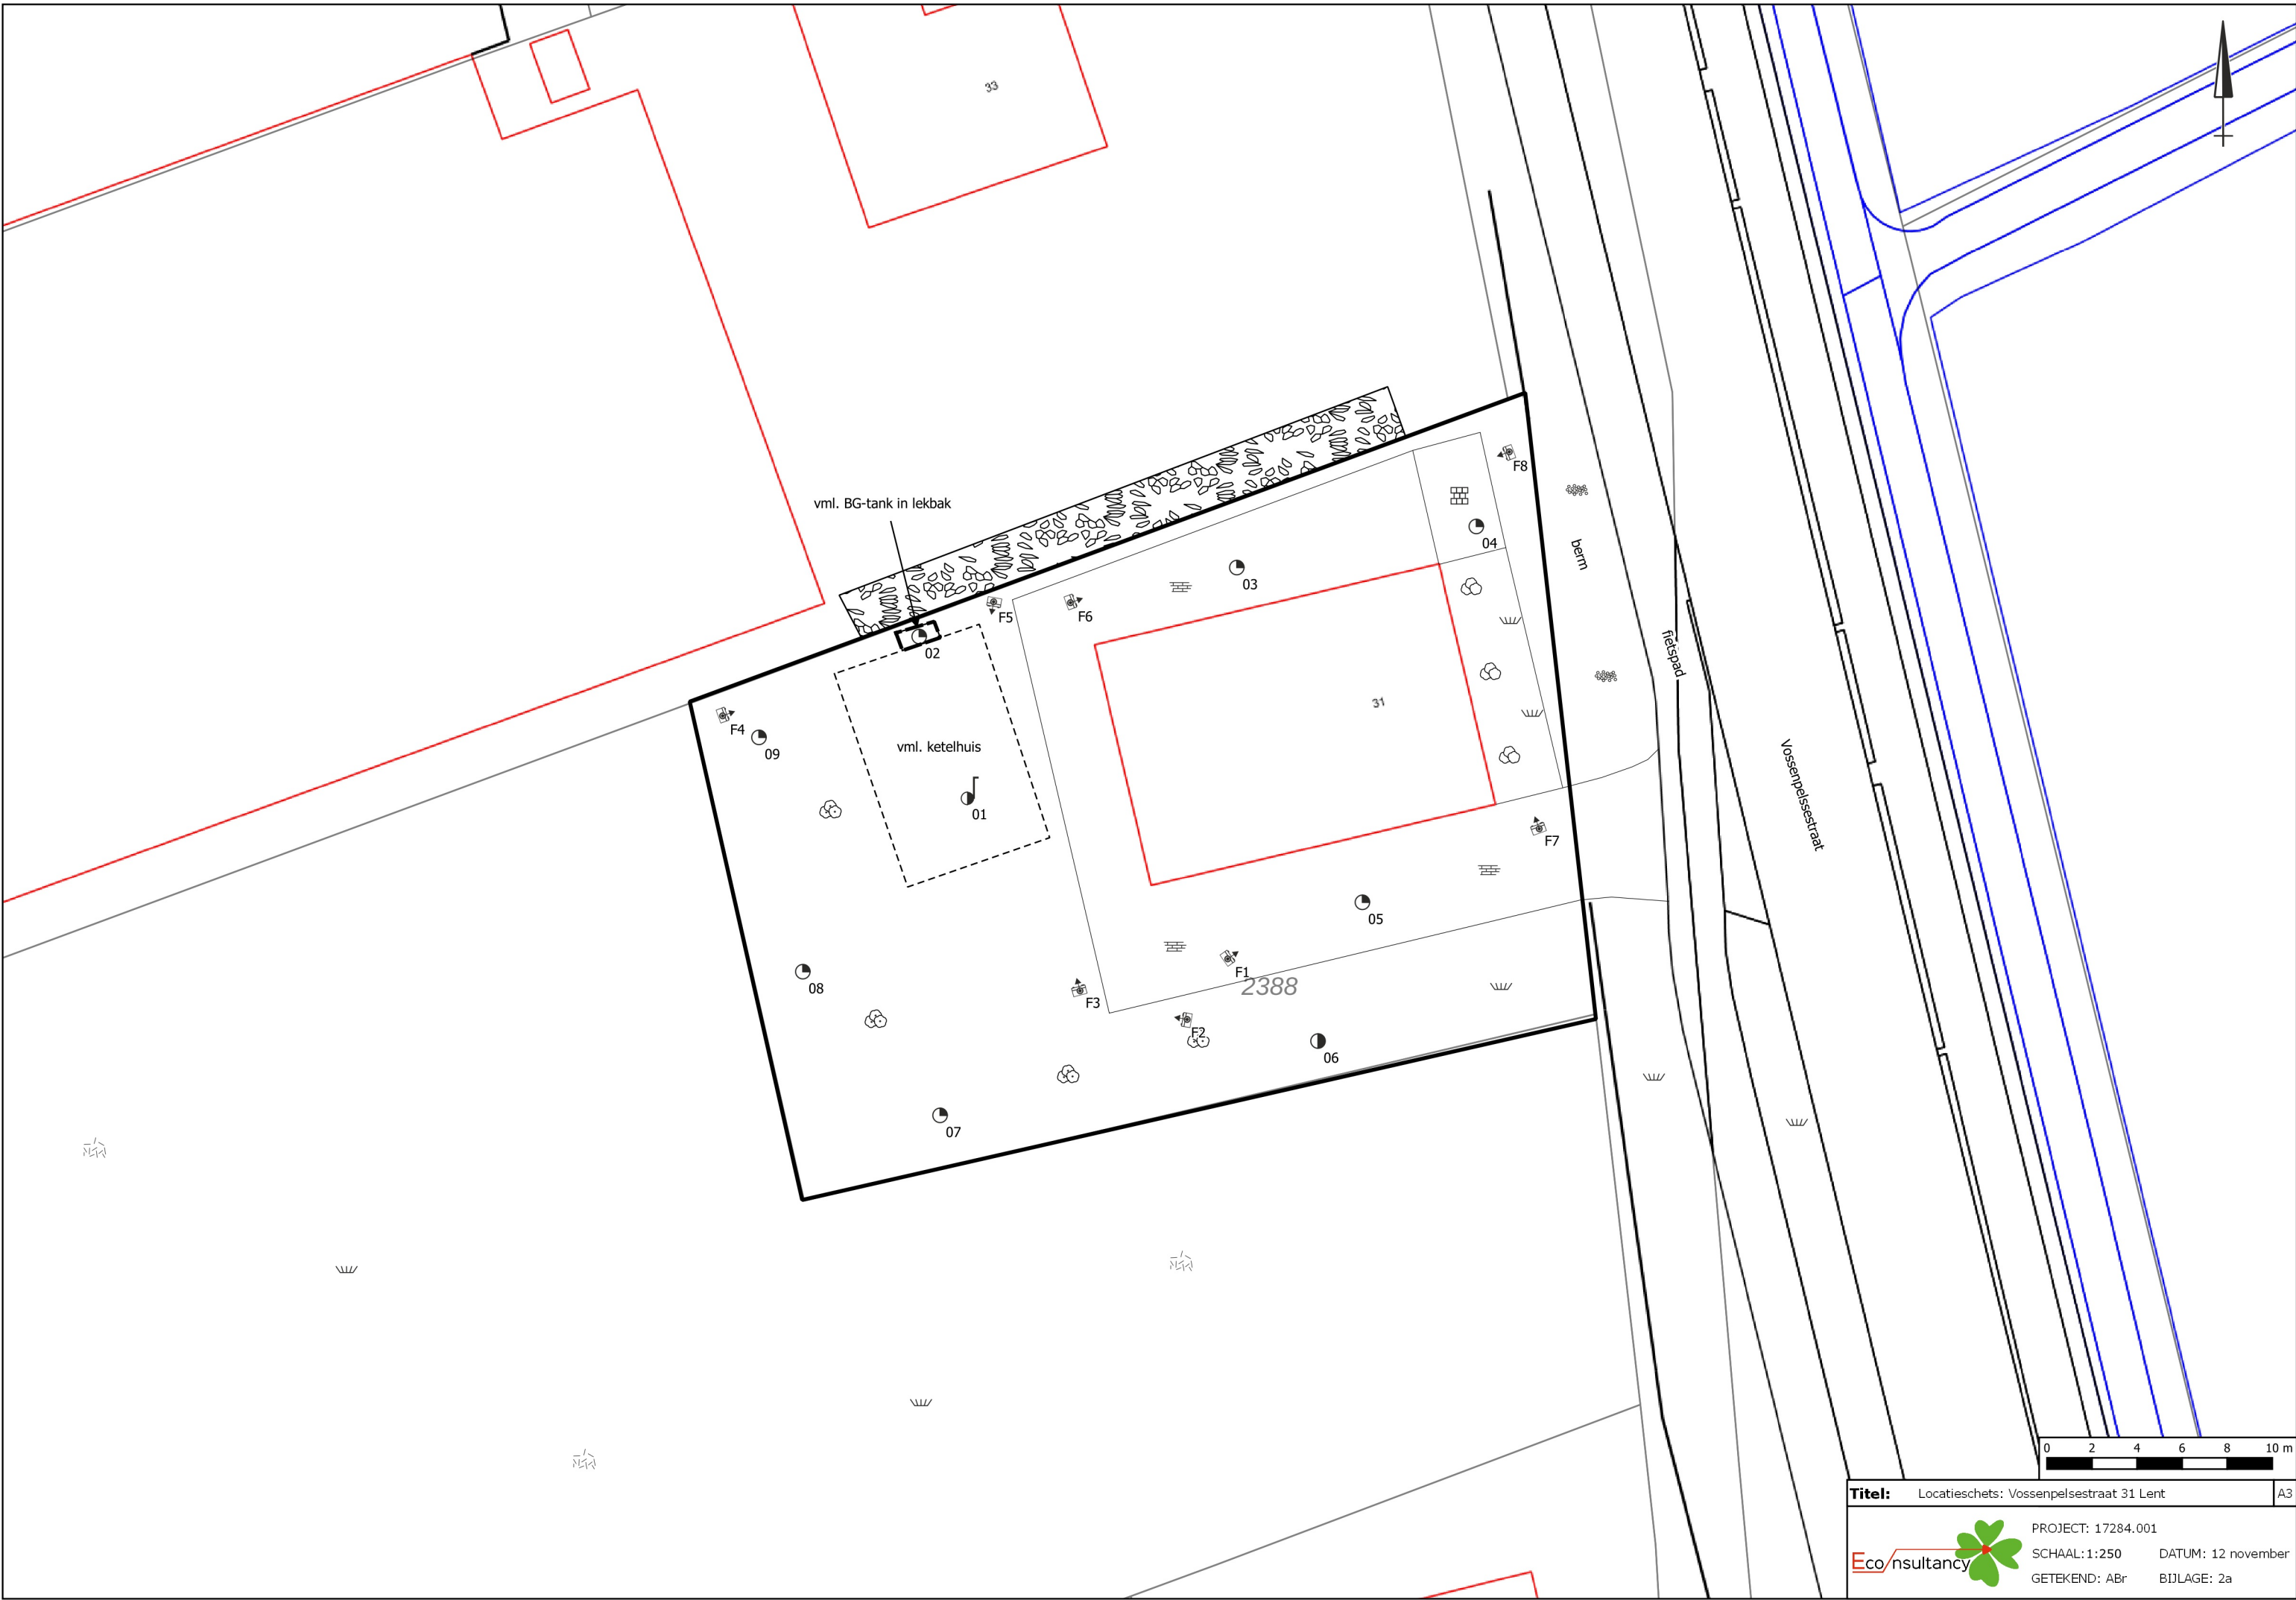 33
vml. BG-tank in lekbak
F8
04
03
berm
F5
F6
02
fietspad
31
F4
09
vml. ketelhuis
01
Vossenpelssestraat
F7
05
F1
2388
08
F3
F2
06
07
0 2 4 6 8 10 m
Titel: Locatieschets: Vossenpelsestraat 31 Lent A3
PROJECT: 17284.001
SCHAAL:1:250 DATUM: 12 november
GETEKEND: ABr BIJLAGE: 2a
Eco/nsultancy